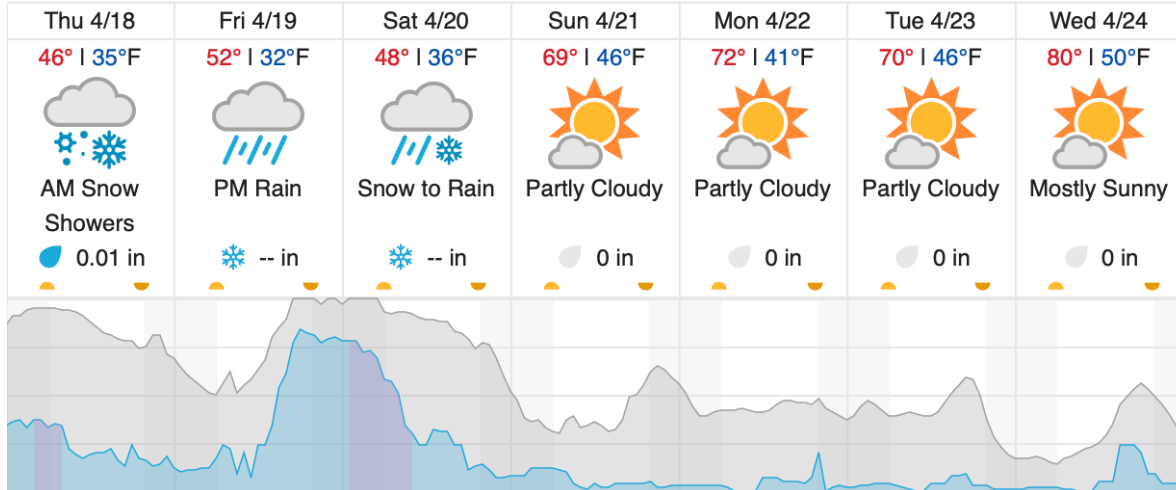 Thu 4/18 Fri 4/19 Sat 4/20 Sun 4/21 Mon 4/22 Tue 4/23 Wed 4/24
46° | 35°F 52° | 32°F 48° | 36°F 69° | 46°F 72° | 41°F 70° | 46°F 80° | 50°F
AM Snow PM Rain Snow to Rain Partly Cloudy Partly Cloudy Partly Cloudy Mostly Sunny
Showers
0.01 in -- in -- in 0 in 0 in 0 in 0 in